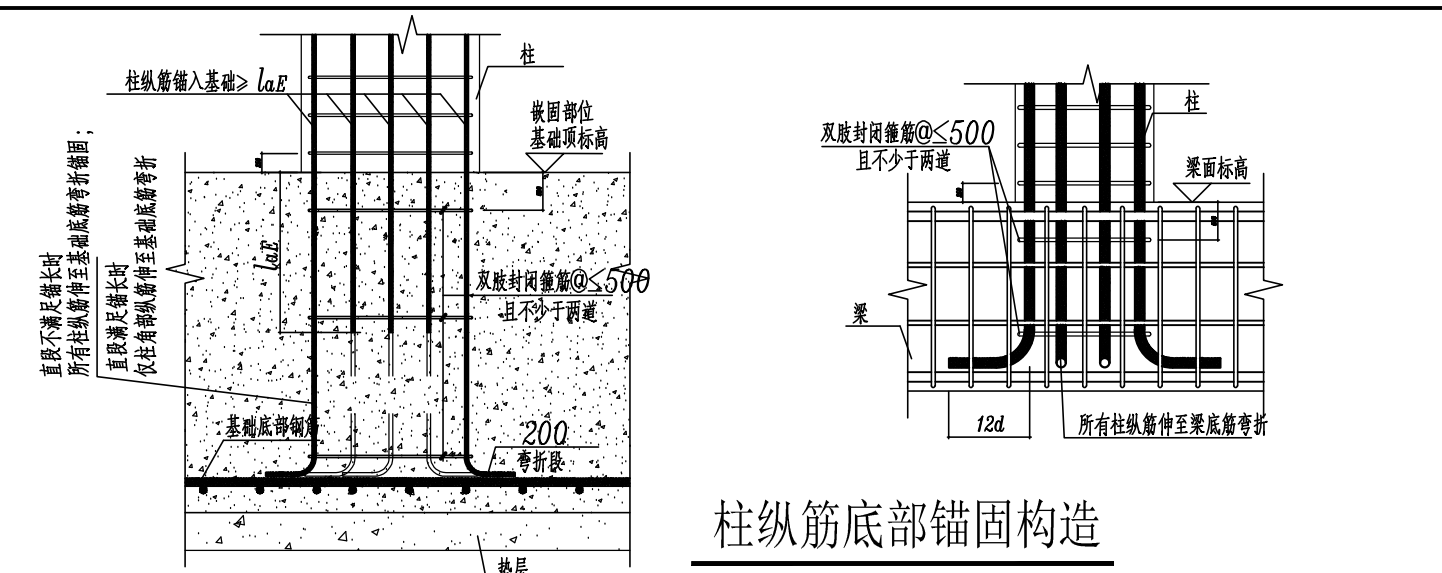 柱纵筋锚入基础≥ laE
柱
嵌固部位
基础顶标高
直段不满足锚长时
所有柱纵筋伸至基础底筋弯折锚固;
直段满足锚长时
仅柱角部纵筋伸至基础底筋弯折
laE
双肢封闭箍筋@≤500
且不少于两道
基础底部钢筋
200
弯折段
垫层
双肢封闭箍筋@≤500
且不少于两道
柱
梁面标高
梁
12d
所有柱纵筋伸至梁底筋弯折
柱纵筋底部锚固构造